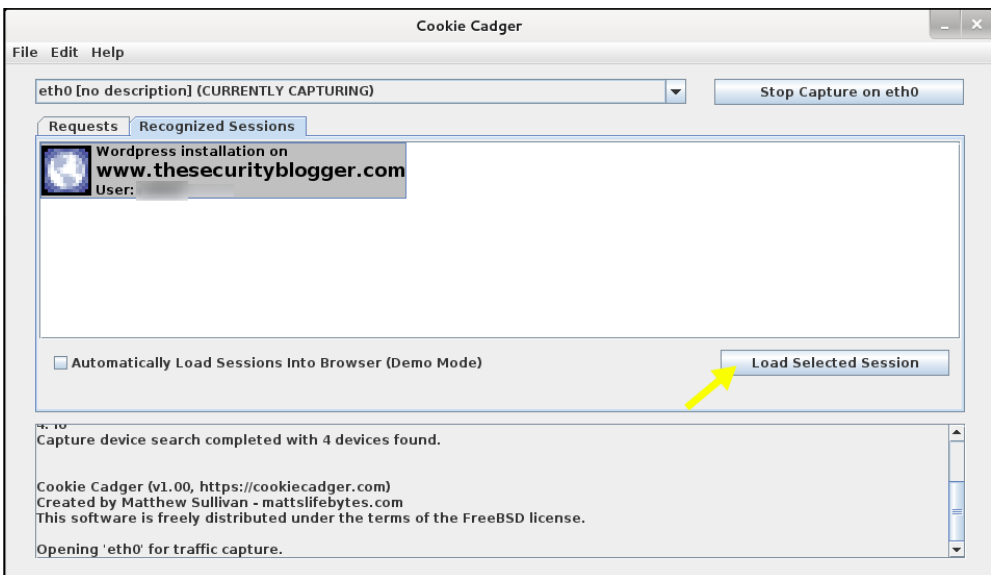 Cookie Cadger
File Edit Help
eth0 [no description] (CURRENTLY CAPTURING)
Stop Capture on eth0
Requests
Recognized Sessions
Wordpress installation on
www.thesecurityblogger.com
User:
Automatically Load Sessions Into Browser (Demo Mode)
Load Selected Session
Capture device search completed with 4 devices found.
Cookie Cadger (v1.00, https://cookiecadger.com)
Created by Matthew Sullivan - mattslifebytes.com
This software is freely distributed under the terms of the FreeBSD license.
Opening 'eth0' for traffic capture.